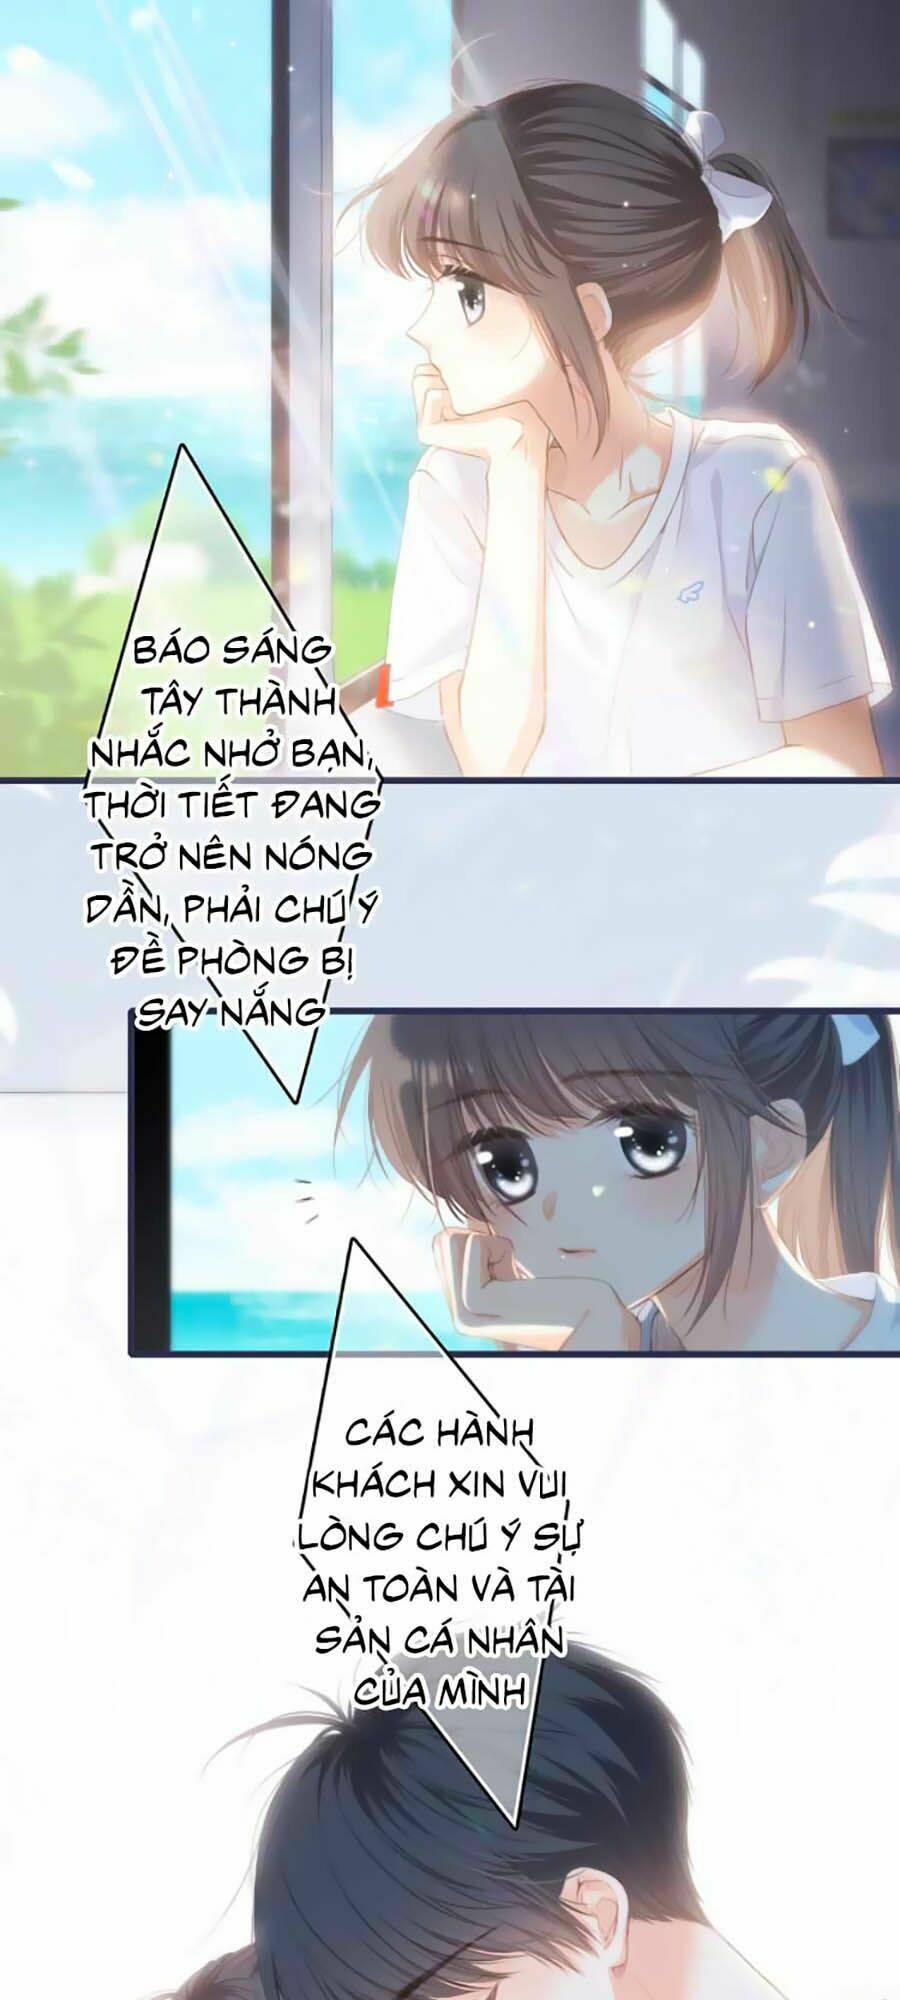 BÁO SÁNG
TÂY THÀNH
NHẮC NHỞ BẠN,
THỜI TIẾT ĐANG
TRỞ NÊN NÓNG
DẦN, PHẢI CHÚ Ý
ĐỀ PHÒNG BỊ
SAY NẮNG
CÁC HÀNH
KHÁCH XIN VUI
LÒNG CHÚ Ý SỰ
AN TOÀN VÀ TÀI
SẢN CÁ NHÂN
CỦA MÌNH